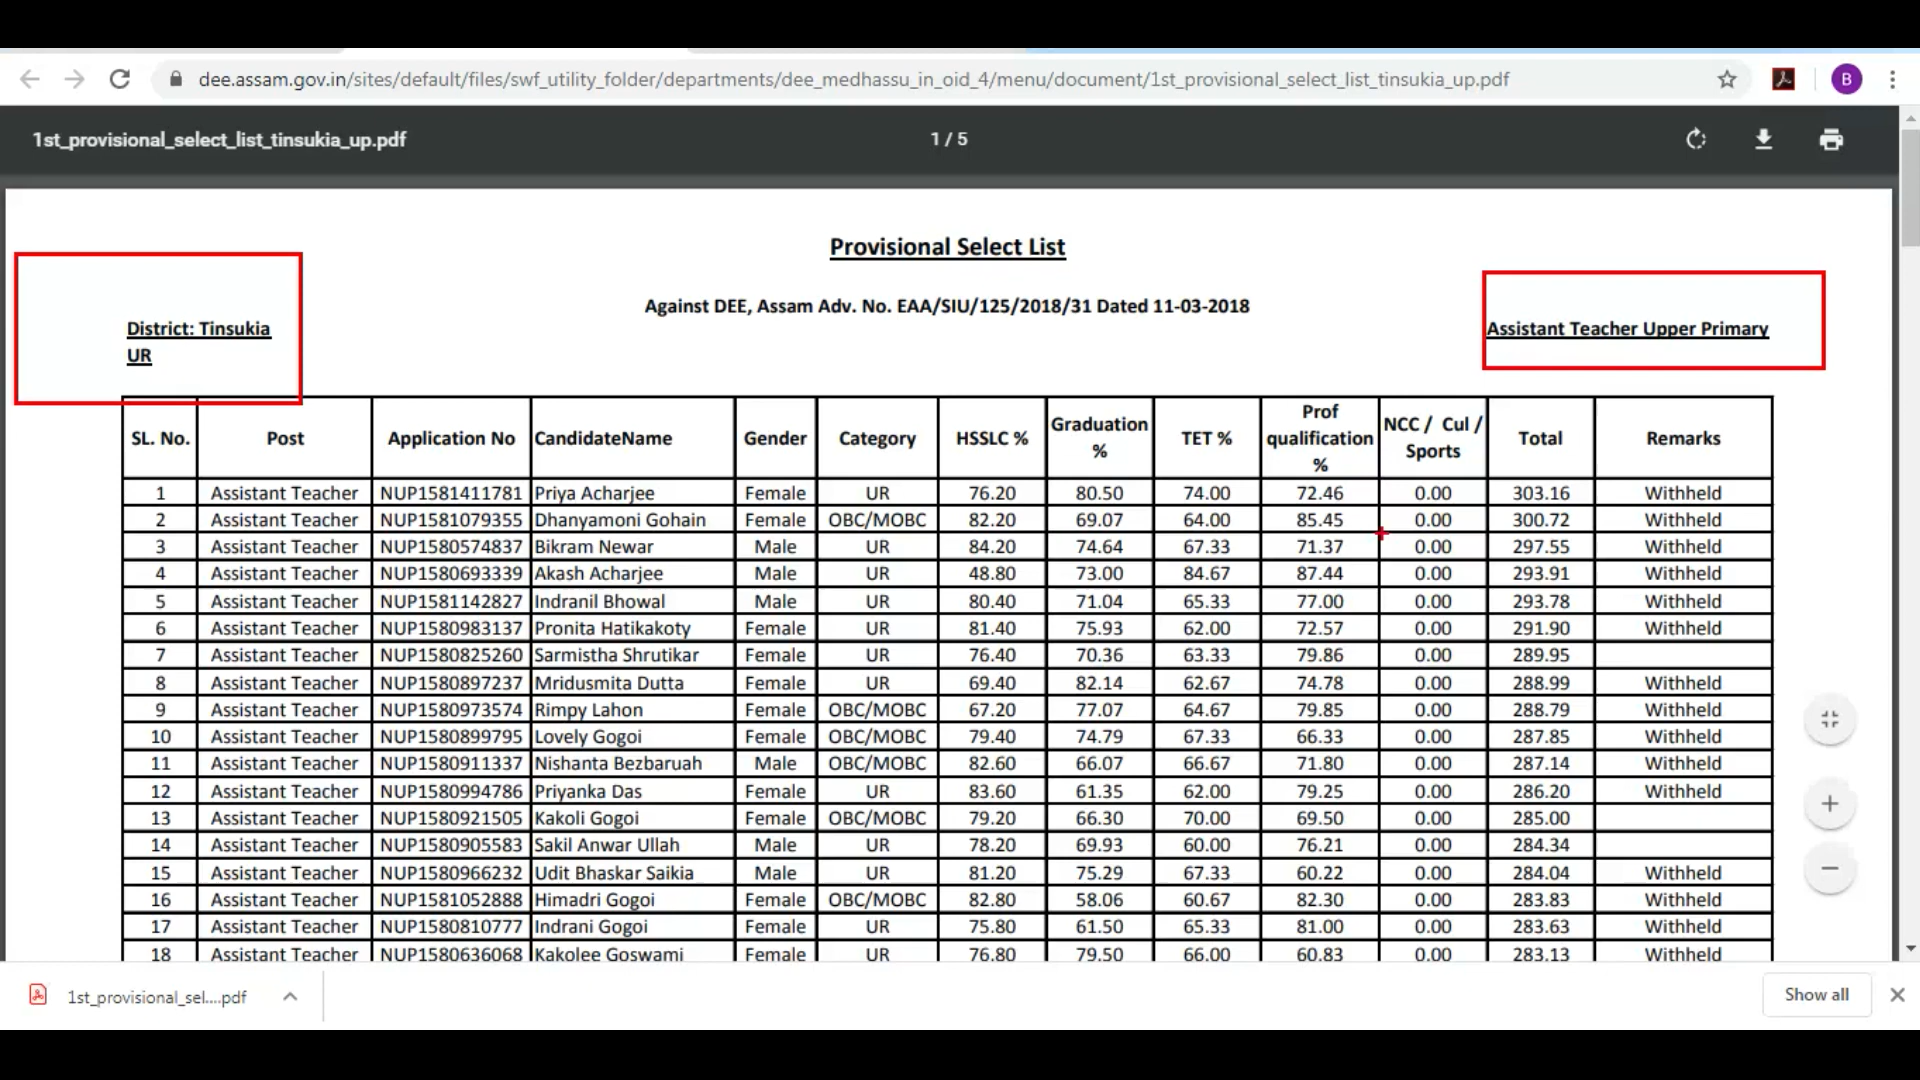 dee.assam.gov.in/sites/default/files/swf_utility_folder/departments/dee_medhassu_in_oid_4/menu/document/1st_provisional_select_list_tinsukia_up.pdf B
1st_provisional_select_list_tinsukia_up.pdf 1 / 5
Provisional Select List
Against DEE, Assam Adv. No. EAA/SIU/125/2018/31 Dated 11-03-2018
District: Tinsukia Assistant Teacher Upper Primary
UR
SL. No. Post Application No CandidateName Gender Category HSSLC % Graduation % TET % Prof qualification % NCC / Cul / Sports Total Remarks
1 Assistant Teacher NUP1581411781 Priya Acharjee Female UR 76.20 80.50 74.00 72.46 0.00 303.16 Withheld
2 Assistant Teacher NUP1581079355 Dhanyamoni Gohain Female OBC/MOBC 82.20 69.07 64.00 85.45 0.00 300.72 Withheld
3 Assistant Teacher NUP1580574837 Bikram Newar Male UR 84.20 74.64 67.33 71.37 0.00 297.55 Withheld
4 Assistant Teacher NUP1580693339 Akash Acharjee Male UR 48.80 73.00 84.67 87.44 0.00 293.91 Withheld
5 Assistant Teacher NUP1581142827 Indranil Bhowal Male UR 80.40 71.04 65.33 77.00 0.00 293.78 Withheld
6 Assistant Teacher NUP1580983137 Pronita Hatikakoty Female UR 81.40 75.93 62.00 72.57 0.00 291.90 Withheld
7 Assistant Teacher NUP1580825260 Sarmistha Shrutikar Female UR 76.40 70.36 63.33 79.86 0.00 289.95
8 Assistant Teacher NUP1580897237 Mridusmita Dutta Female UR 69.40 82.14 62.67 74.78 0.00 288.99 Withheld
9 Assistant Teacher NUP1580973574 Rimpy Lahon Female OBC/MOBC 67.20 77.07 64.67 79.85 0.00 288.79 Withheld
10 Assistant Teacher NUP1580899795 Lovely Gogoi Female OBC/MOBC 79.40 74.79 67.33 66.33 0.00 287.85 Withheld
11 Assistant Teacher NUP1580911337 Nishanta Bezbaruah Male OBC/MOBC 82.60 66.07 66.67 71.80 0.00 287.14 Withheld
12 Assistant Teacher NUP1580994786 Priyanka Das Female UR 83.60 61.35 62.00 79.25 0.00 286.20 Withheld
13 Assistant Teacher NUP1580921505 Kakoli Gogoi Female OBC/MOBC 79.20 66.30 70.00 69.50 0.00 285.00
14 Assistant Teacher NUP1580905583 Sakil Anwar Ullah Male UR 78.20 69.93 60.00 76.21 0.00 284.34
15 Assistant Teacher NUP1580966232 Udit Bhaskar Saikia Male UR 81.20 75.29 67.33 60.22 0.00 284.04 Withheld
16 Assistant Teacher NUP1581052888 Himadri Gogoi Female OBC/MOBC 82.80 58.06 60.67 82.30 0.00 283.83 Withheld
17 Assistant Teacher NUP1580810777 Indrani Gogoi Female UR 75.80 61.50 65.33 81.00 0.00 283.63 Withheld
18 Assistant Teacher NUP1580636068 Kakolee Goswami Female UR 76.80 79.50 66.00 60.83 0.00 283.13 Withheld
1st_provisional_sel....pdf Show all